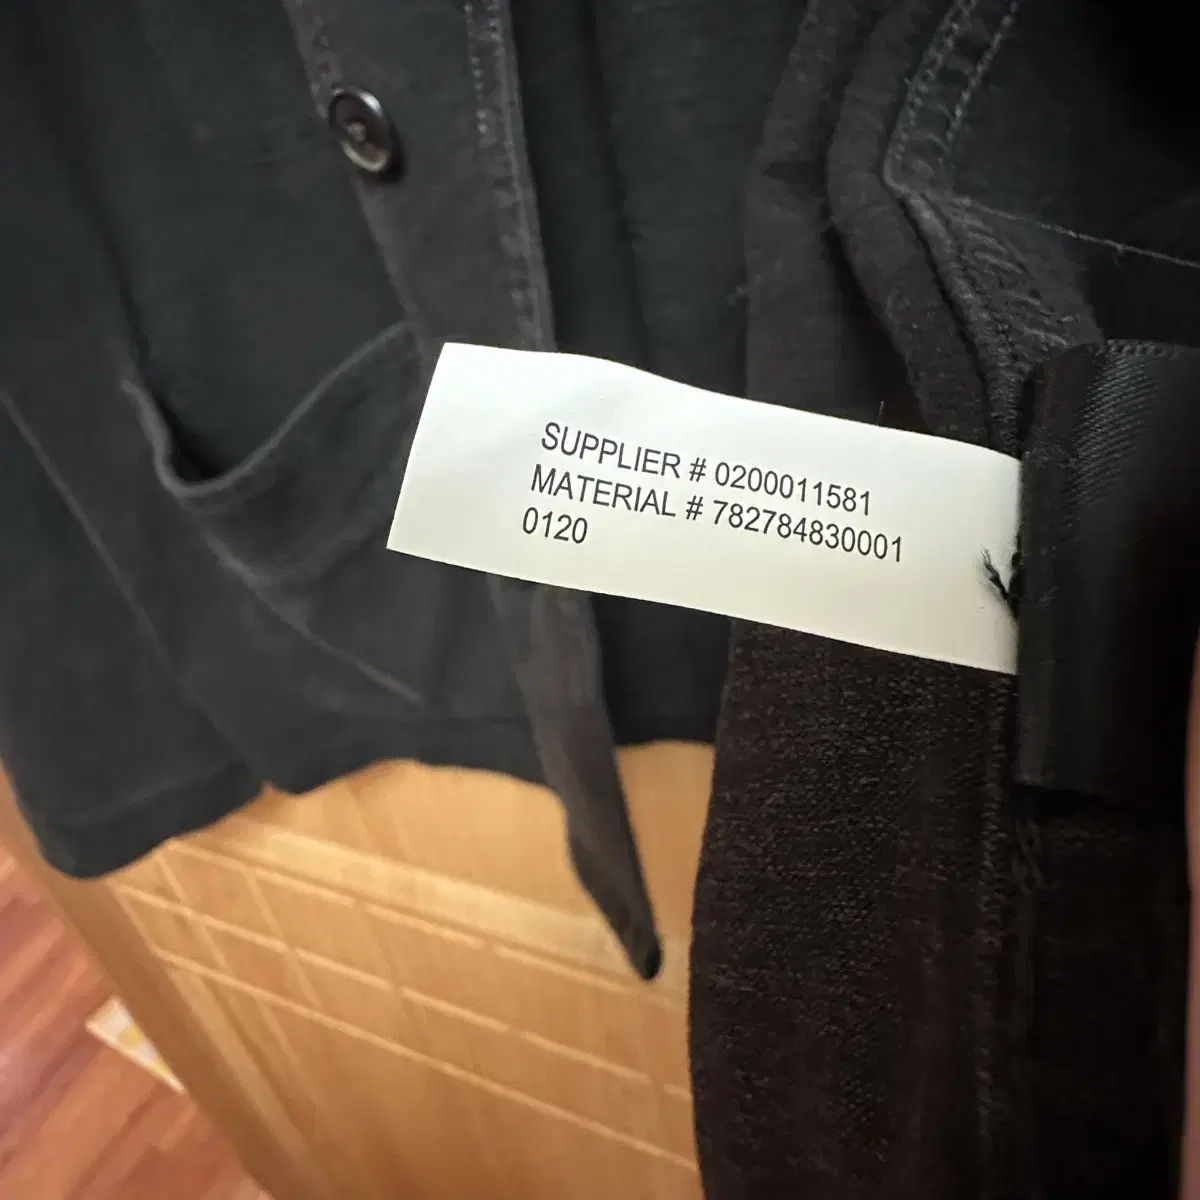 SUPPLIER # 0200011581
MATERIAL # 782784830001
0120